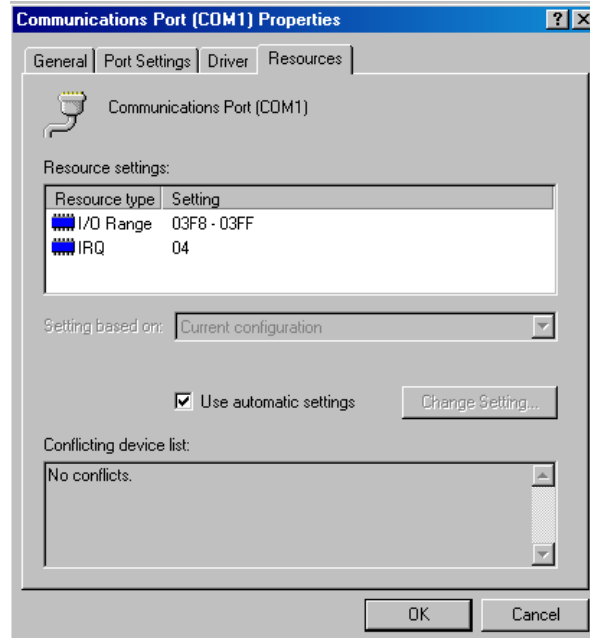 Communications Port (COM1) Properties
General Port Settings Driver Resources
Communications Port (COM1)
Resource settings:
Resource type Setting
I/O Range 03F8 - 03FF
IRQ 04
Setting based on: Current configuration
Use automatic settings Change Setting...
Conflicting device list:
No conflicts.
OK Cancel